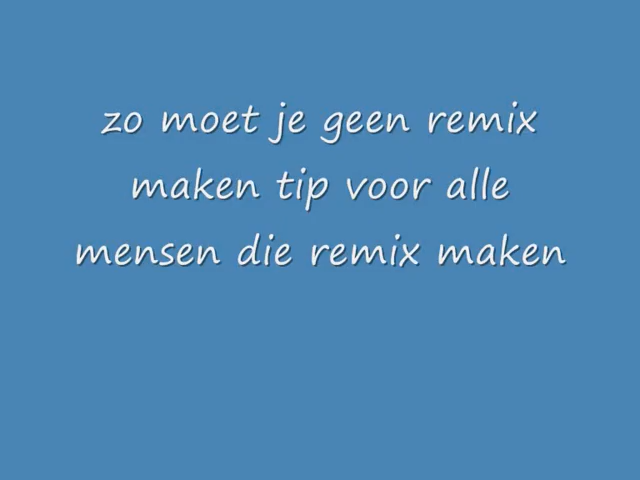 zo moet je geen remix
maken tip voor alle
mensen die remix maken